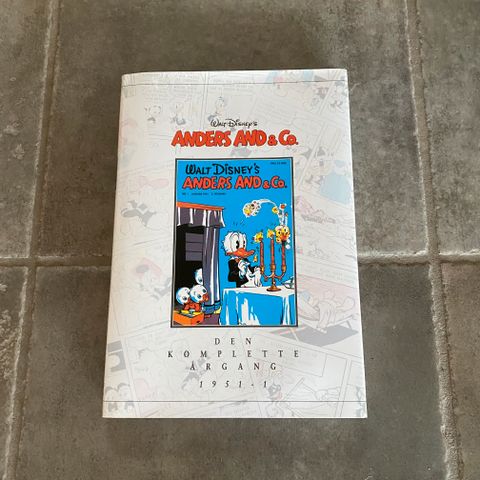 WALT DISNEY'S
ANDERS AND & Co.
WALT DISNEY'S
ANDERS AND & Co.
DEN
KOMPLETTE
ÅRGANG
1951-1